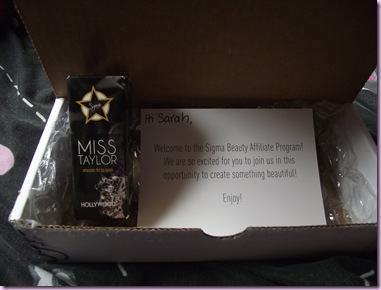 MISS
TAYLOR
HOLLYWOOD
Hi Sarah,
Welcome to the Sigma Beauty Affiliate Program!
We are so excited for you to join us in this
opportunity to create something beautiful!
Enjoy!